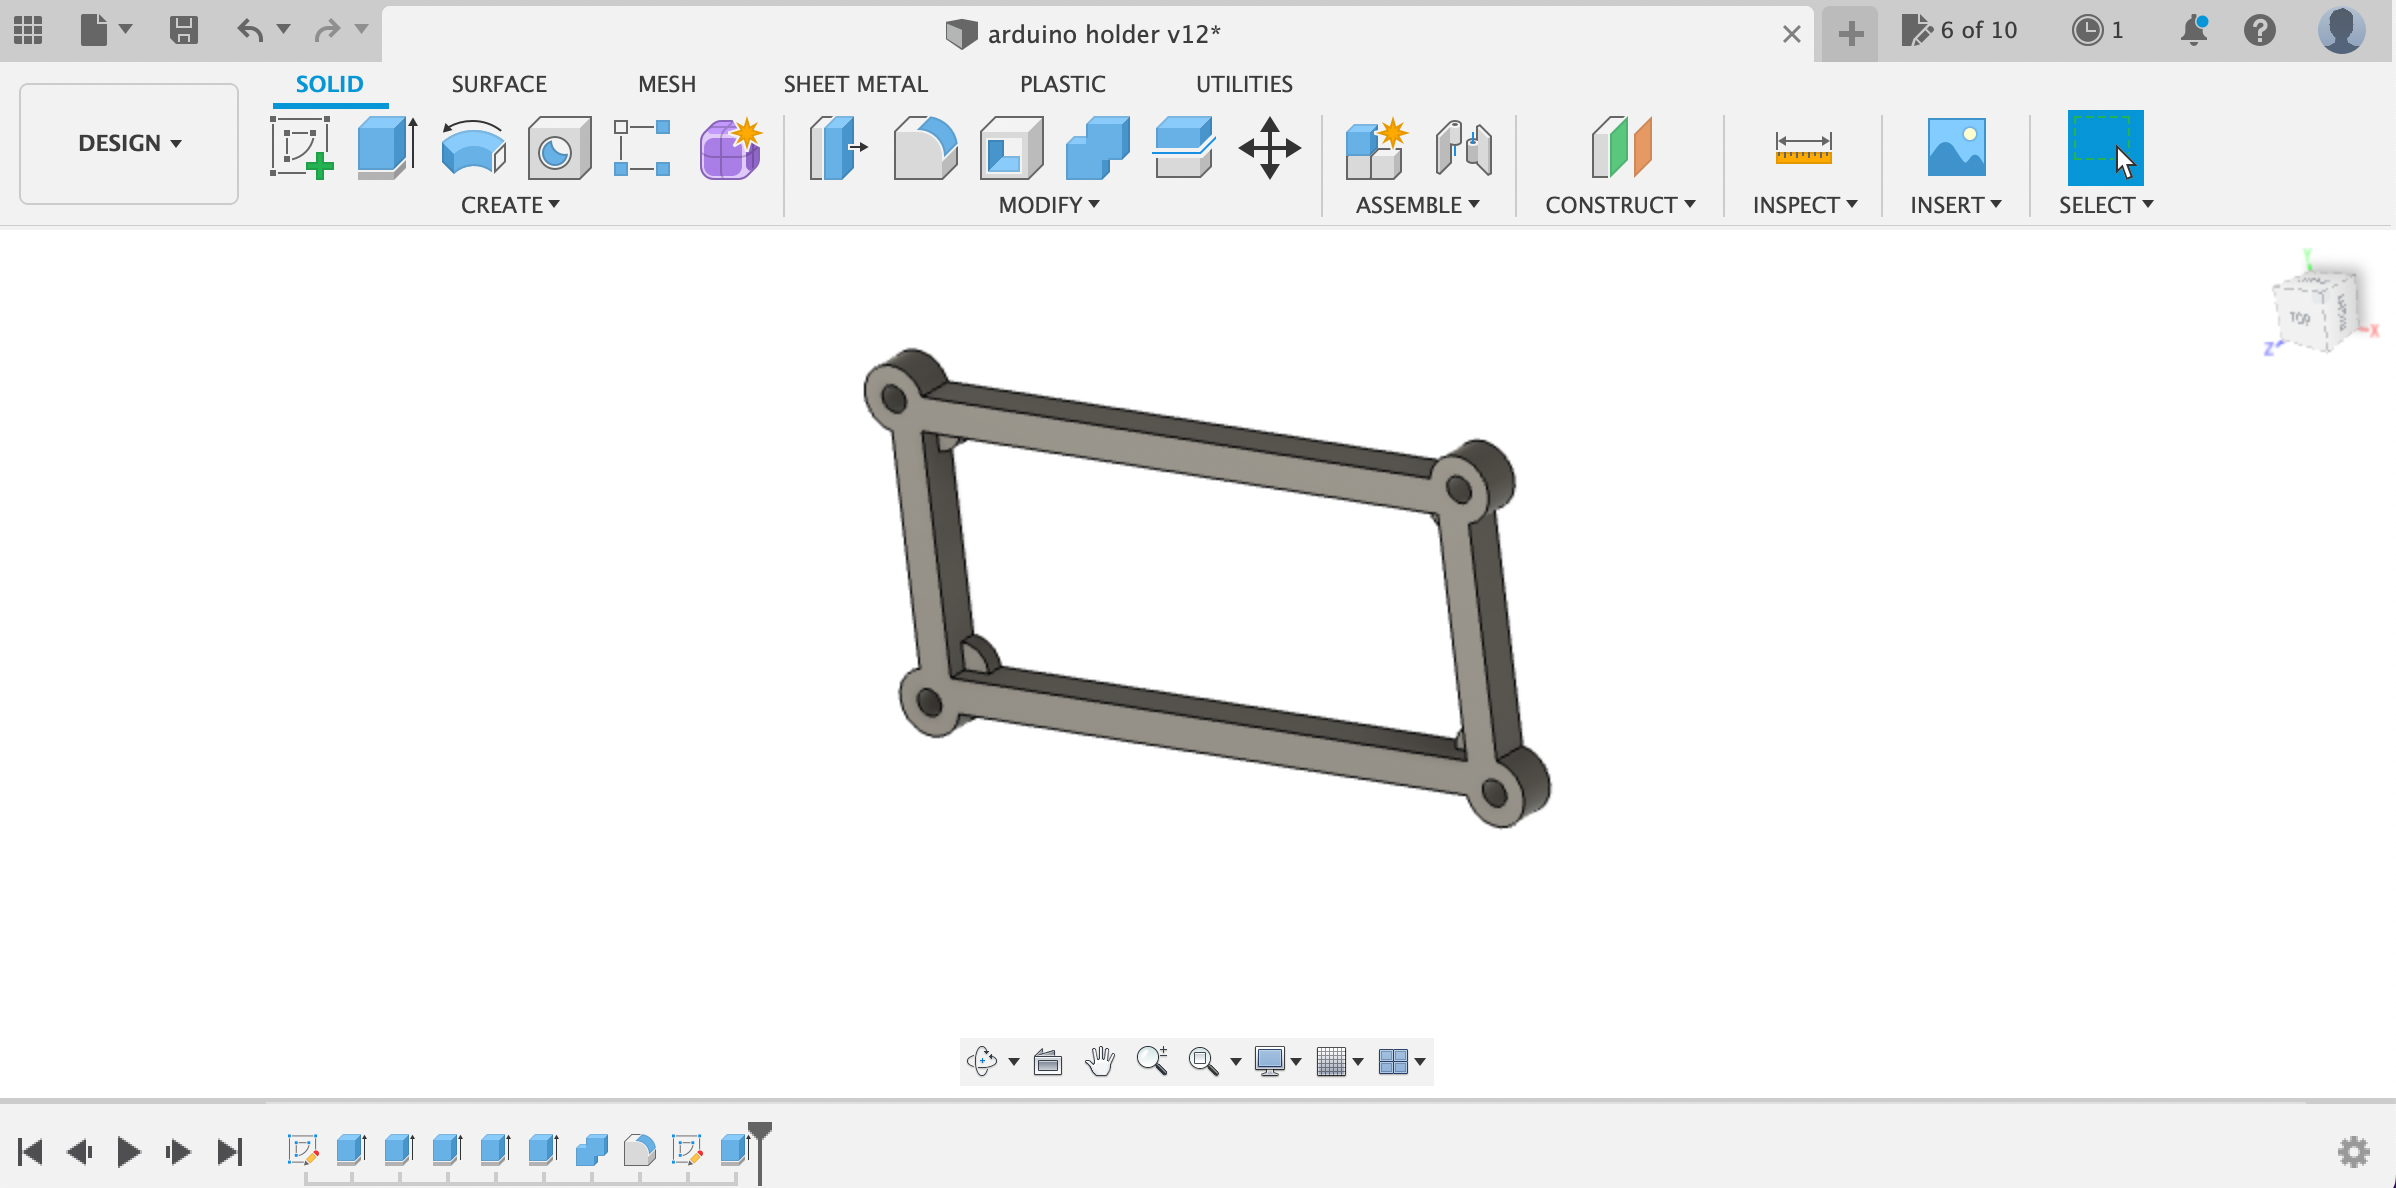 arduino holder v12*
6 of 10
1
DESIGN
SOLID
SURFACE
MESH
SHEET METAL
PLASTIC
UTILITIES
CREATE
MODIFY
ASSEMBLE
CONSTRUCT
INSPECT
INSERT
SELECT
Y
TOP
RIGHT
X
Z